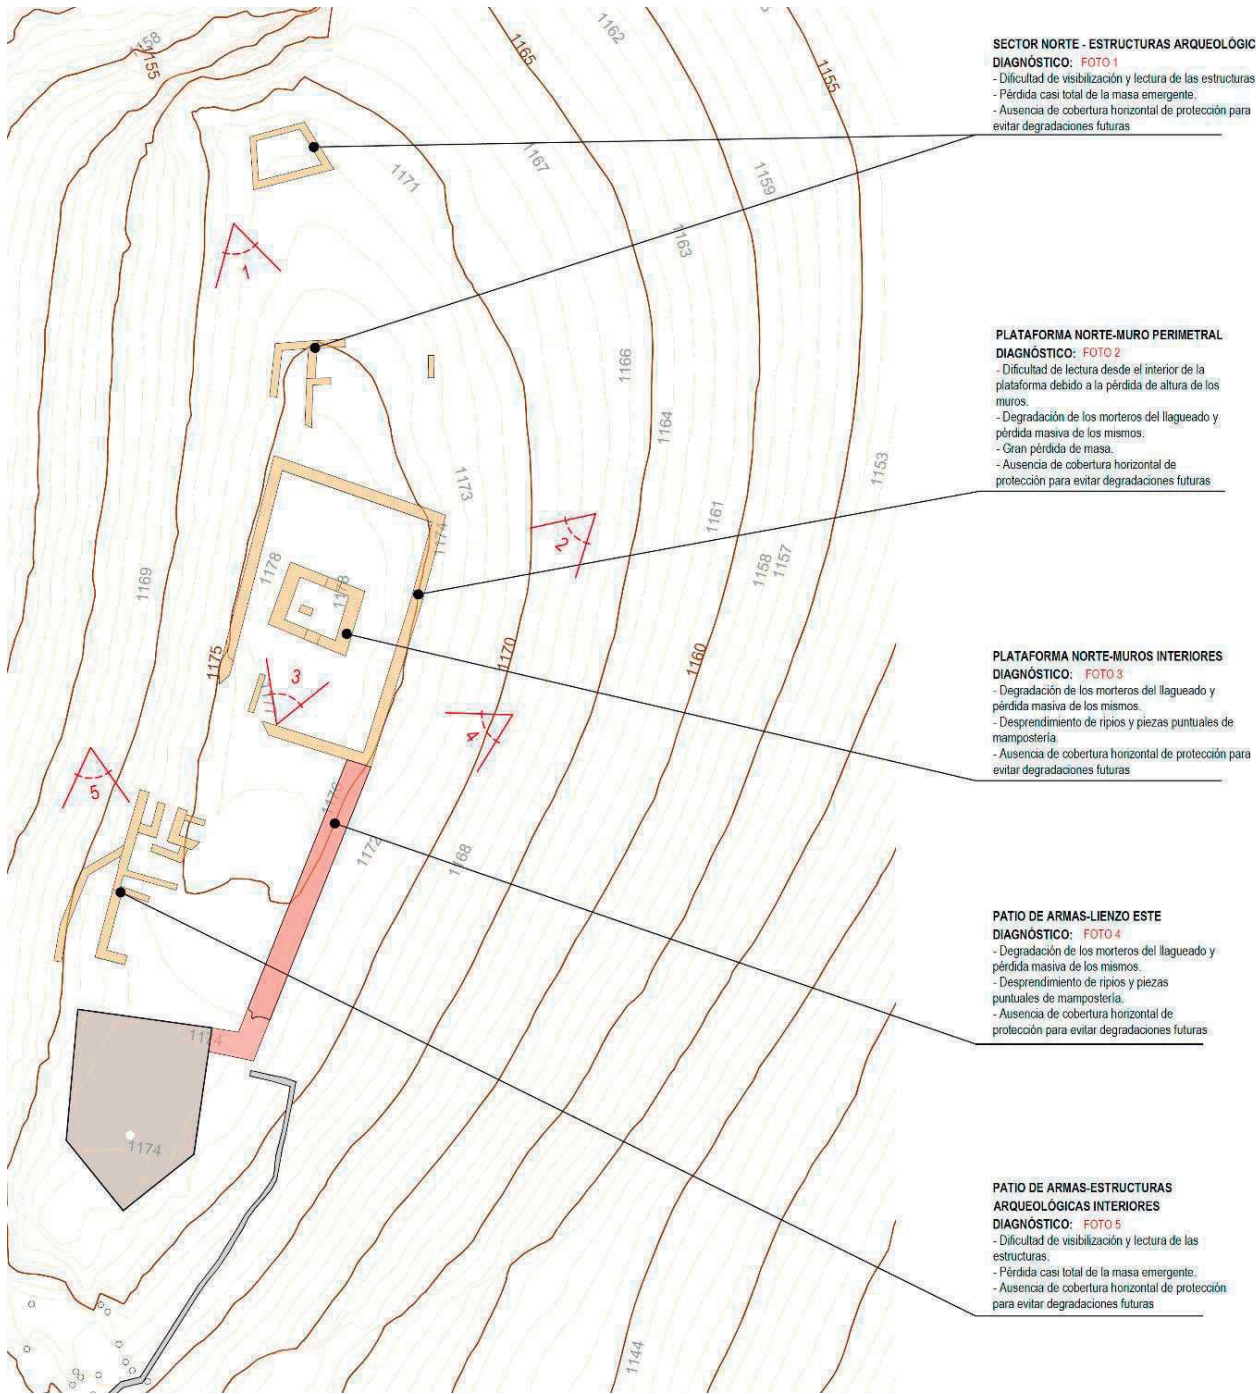 SECTOR NORTE - ESTRUCTURAS ARQUEOLÓGIC
DIAGNÓSTICO: FOTO 1
- Dificultad de visibilización y lectura de las estructuras
- Pérdida casi total de la masa emergente.
- Ausencia de cobertura horizontal de protección para
evitar degradaciones futuras
PLATAFORMA NORTE-MURO PERIMETRAL
DIAGNÓSTICO: FOTO 2
- Dificultad de lectura desde el interior de la
plataforma debido a la pérdida de altura de los
muros.
- Degradación de los morteros del llagueado y
pérdida masiva de los mismos.
- Gran pérdida de masa.
- Ausencia de cobertura horizontal de
protección para evitar degradaciones futuras
PLATAFORMA NORTE-MUROS INTERIORES
DIAGNÓSTICO: FOTO 3
- Degradación de los morteros del llagueado y
pérdida masiva de los mismos.
- Desprendimiento de ripios y piezas puntuales de
mampostería.
- Ausencia de cobertura horizontal de protección para
evitar degradaciones futuras
PATIO DE ARMAS-LIENZO ESTE
DIAGNÓSTICO: FOTO 4
- Degradación de los morteros del llagueado y
pérdida masiva de los mismos.
- Desprendimiento de ripios y piezas
puntuales de mampostería.
- Ausencia de cobertura horizontal de
protección para evitar degradaciones futuras
PATIO DE ARMAS-ESTRUCTURAS
ARQUEOLÓGICAS INTERIORES
DIAGNÓSTICO: FOTO 5
- Dificultad de visibilización y lectura de las
estructuras.
- Pérdida casi total de la masa emergente.
- Ausencia de cobertura horizontal de protección
para evitar degradaciones futuras
1158
1155
1162
1165
1155
1171
1167
1159
1163
1
1166
1164
1173
1153
1174
1161
2
1158
1157
1178
1178
1169
1175
1170
1160
3
4
5
1172
1168
1174
1174
1144